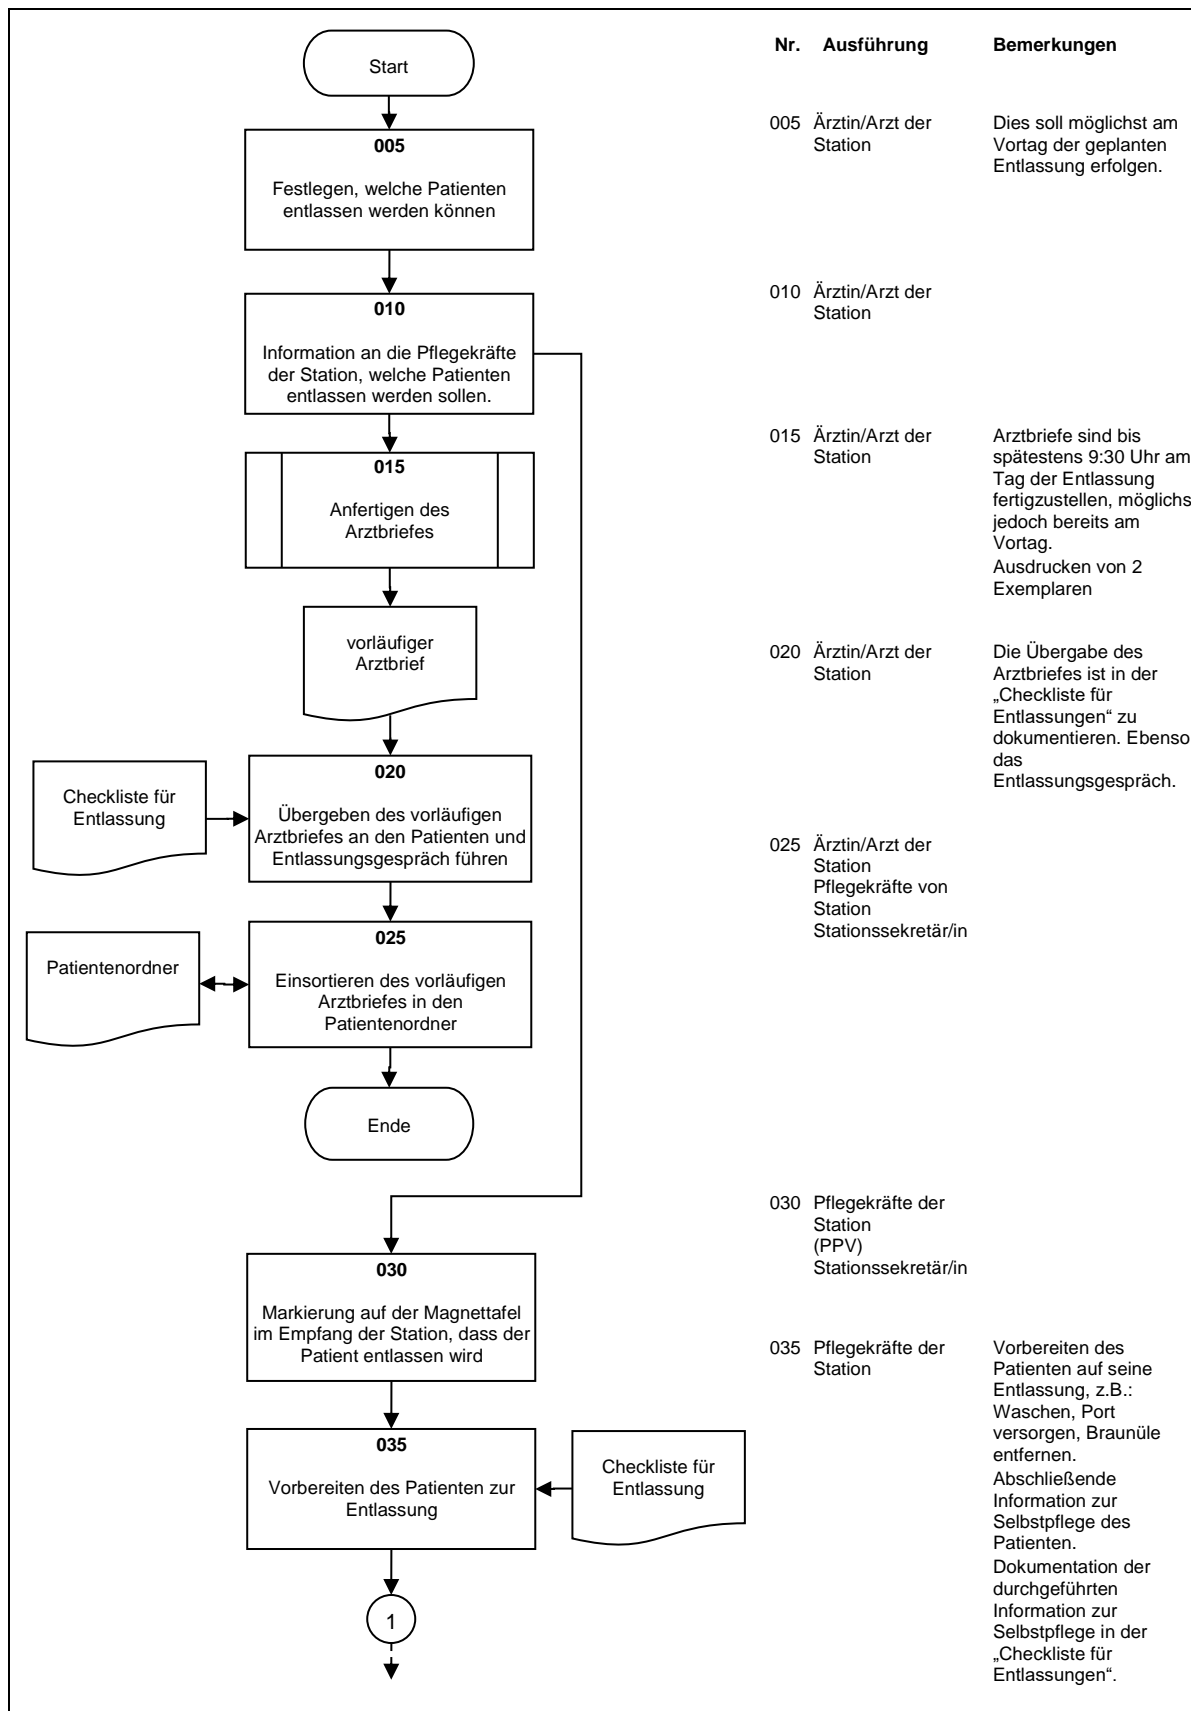 Nr. Ausführung Bemerkungen
Start
005 Ärztin/Arzt der
Station
Dies soll möglichst am
Vortag der geplanten
Entlassung erfolgen.
005
Festlegen, welche Patienten
entlassen werden können
010 Ärztin/Arzt der
Station
010
Information an die Pflegekräfte
der Station, welche Patienten
entlassen werden sollen.
015 Ärztin/Arzt der
Station
Arztbriefe sind bis
spätestens 9:30 Uhr am
Tag der Entlassung
fertigzustellen, möglichs
jedoch bereits am
Vortag.
Ausdrucken von 2
Exemplaren
015
Anfertigen des
Arztbriefes
vorläufiger
Arztbrief
020 Ärztin/Arzt der
Station
Die Übergabe des
Arztbriefes ist in der
„Checkliste für
Entlassungen“ zu
dokumentieren. Ebenso
das
Entlassungsgespräch.
Checkliste für
Entlassung
020
Übergeben des vorläufigen
Arztbriefes an den Patienten und
Entlassungsgespräch führen
025 Ärztin/Arzt der
Station
Pflegekräfte von
Station
Stationssekretär/in
Patientenordner
025
Einsortieren des vorläufigen
Arztbriefes in den
Patientenordner
Ende
030 Pflegekräfte der
Station
(PPV)
Stationssekretär/in
030
Markierung auf der Magnettafel
im Empfang der Station, dass der
Patient entlassen wird
035 Pflegekräfte der
Station
Vorbereiten des
Patienten auf seine
Entlassung, z.B.:
Waschen, Port
versorgen, Braunüle
entfernen.
Abschließende
Information zur
Selbstpflege des
Patienten.
Dokumentation der
durchgeführten
Information zur
Selbstpflege in der
„Checkliste für
Entlassungen“.
035
Vorbereiten des Patienten zur
Entlassung
Checkliste für
Entlassung
1